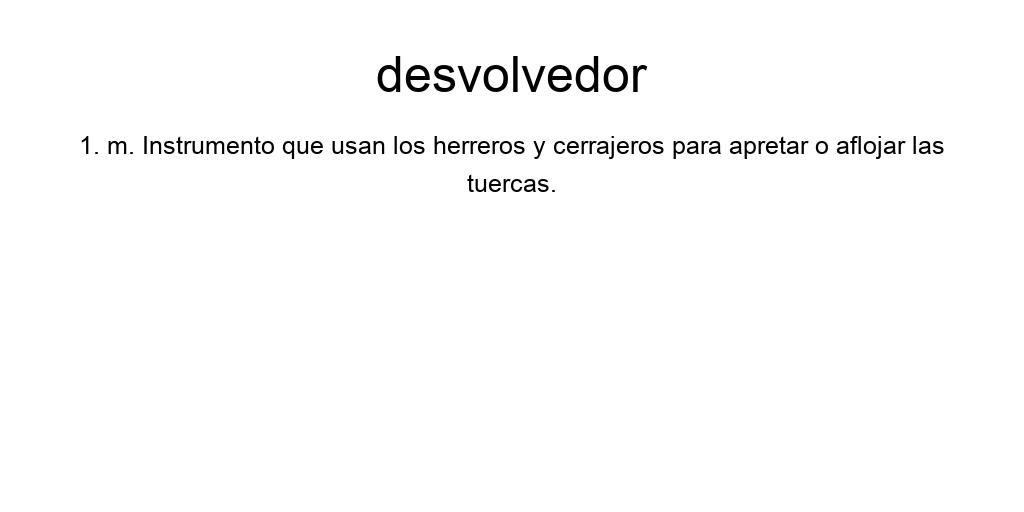 desvolvedor
1. m. Instrumento que usan los herreros y cerrajeros para apretar o aflojar las
tuercas.